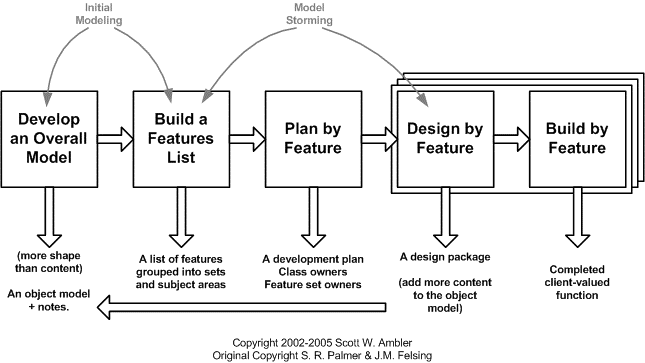 Initial
Modeling
Model
Storming
Develop
an Overall
Model
Build a
Features
List
Plan by
Feature
Design by
Feature
Build by
Feature
(more shape
than content)
An object model
+ notes.
A list of features
grouped into sets
and subject areas
A development plan
Class owners
Feature set owners
A design package
(add more content
to the object
model)
Completed
client-valued
function
Copyright 2002-2005 Scott W. Ambler
Original Copyright S. R. Palmer & J.M. Felsing